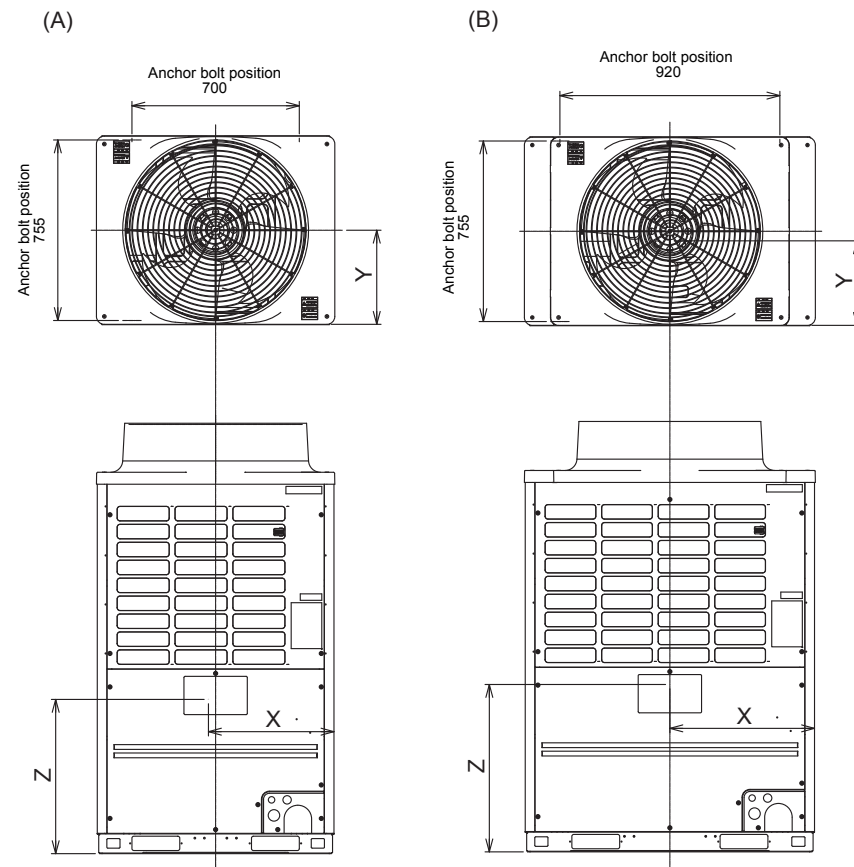 (A)
Anchor bolt position
700
Anchor bolt position
755
Y
X
Z
(B)
Anchor bolt position
920
Anchor bolt position
755
Y
X
Z